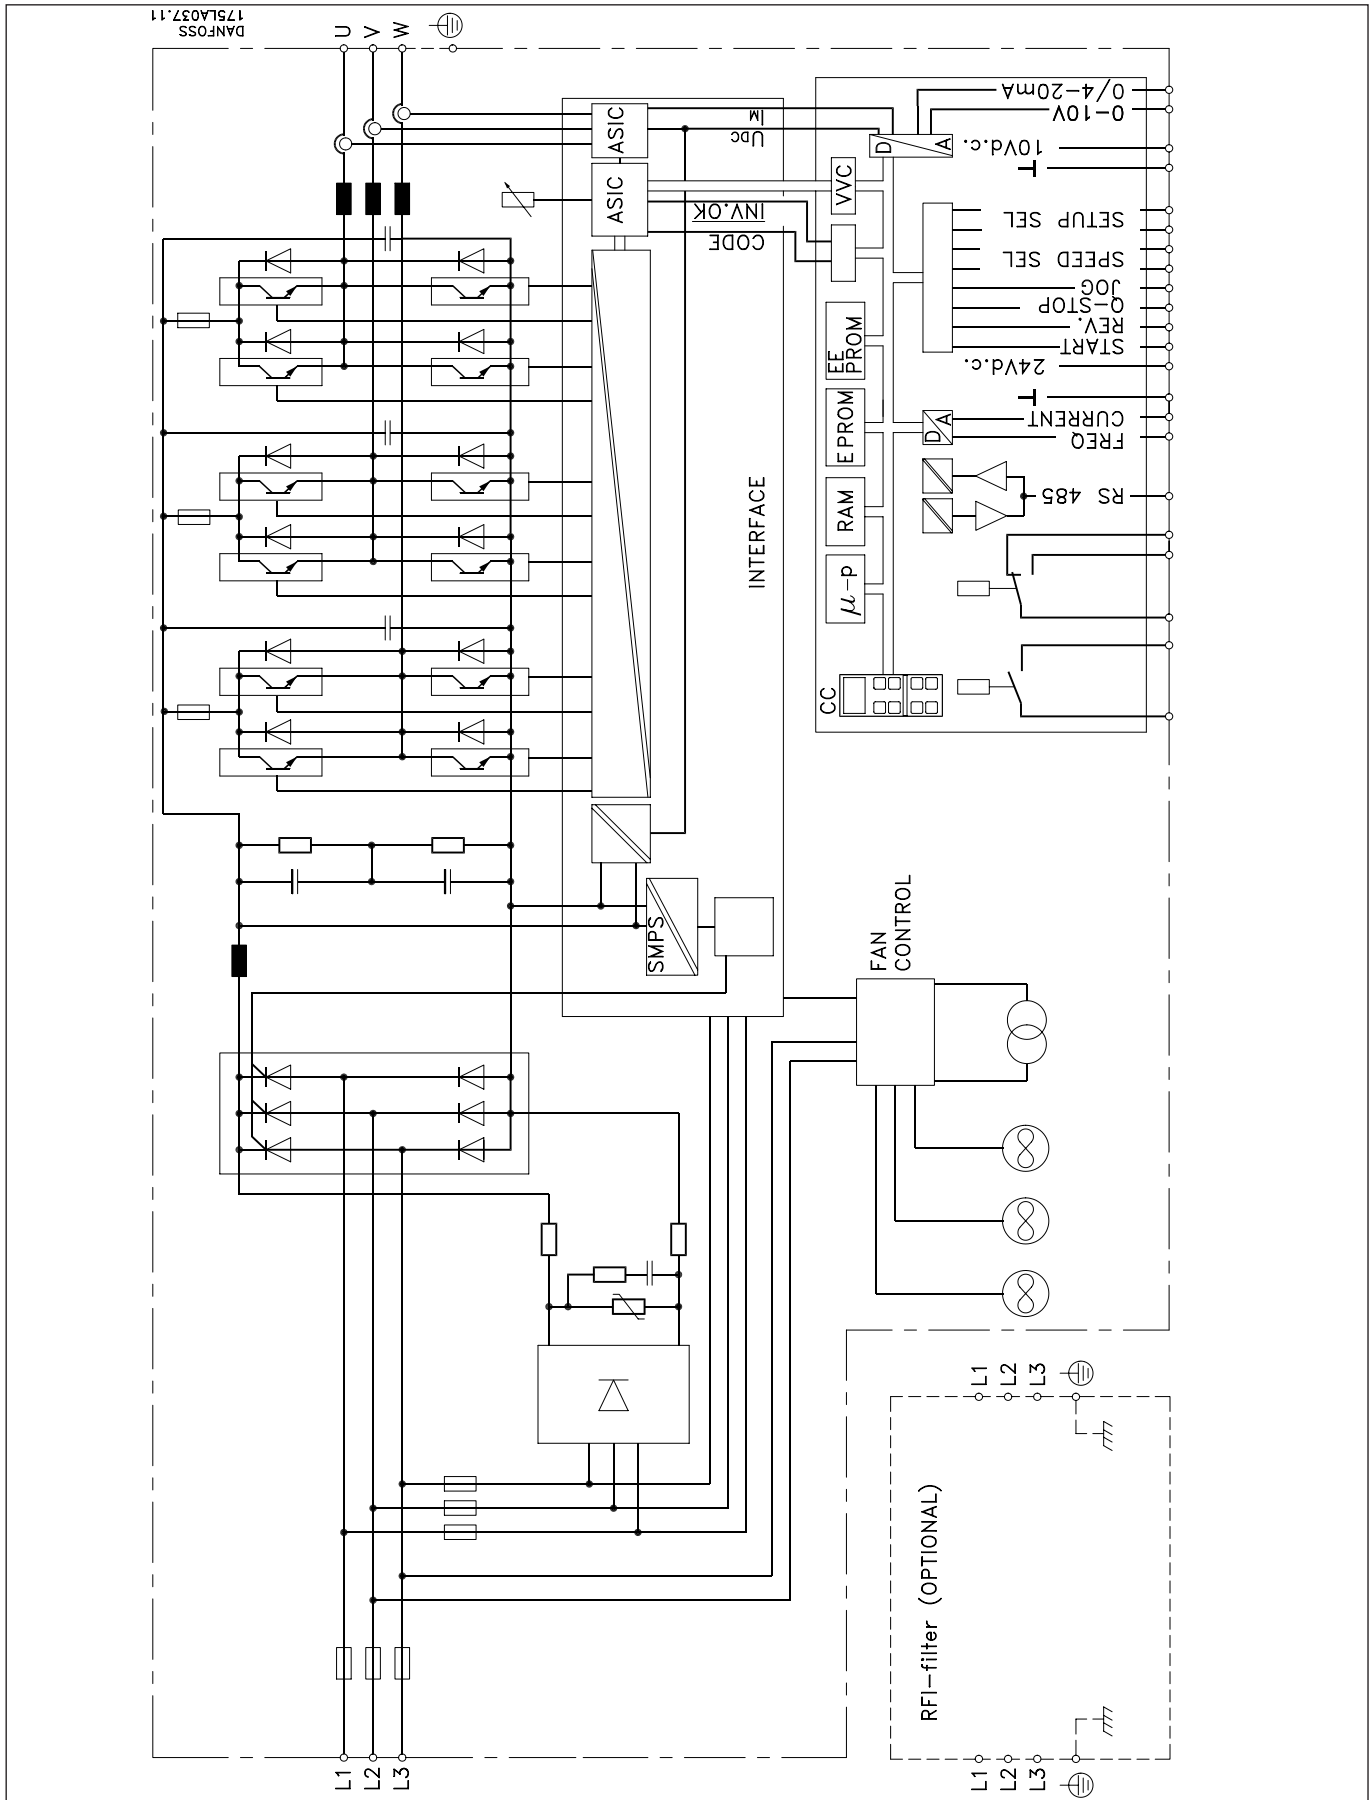 DANFOSS
175LA037.11
U
V
W
0/4-20mA
0-10V
10Vd.c.
SETUP SEL
SPEED SEL
JOG
Q-STOP
REV.
START
24Vd.c.
CURRENT
FREQ
RS 485
ASIC
ASIC
IM
UDC
INV.OK
CODE
D
A
VVC
EE
PROM
EPROM
RAM
μ-p
D
A
CC
INTERFACE
SMPS
FAN
CONTROL
L1
L2
L3
RFI-filter (OPTIONAL)
L1
L2
L3
L1
L2
L3